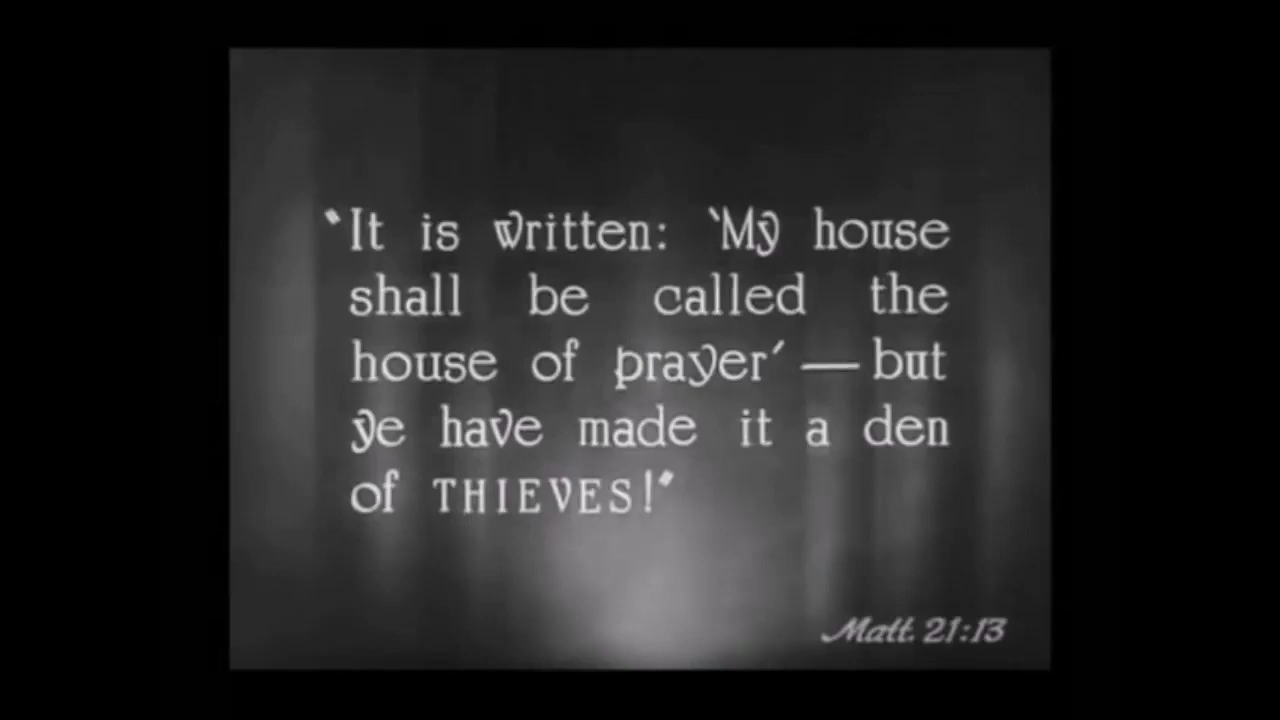 "It is written: 'My house
shall be called the
house of prayer' — but
ye have made it a den
of THIEVES!"
Matt. 21:13